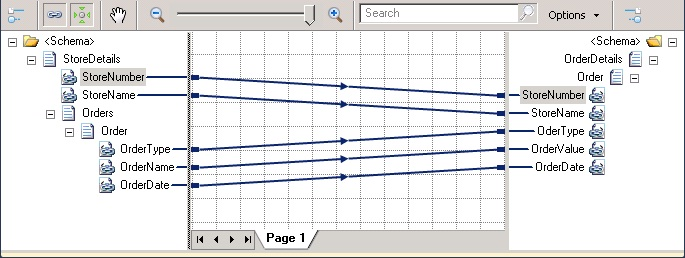 Search
Options
<Schema>
StoreDetails
StoreNumber
StoreName
Orders
Order
OrderType
OrderName
OrderDate
<Schema>
OrderDetails
Order
StoreNumber
StoreName
OderType
OrderValue
OrderDate
Page 1